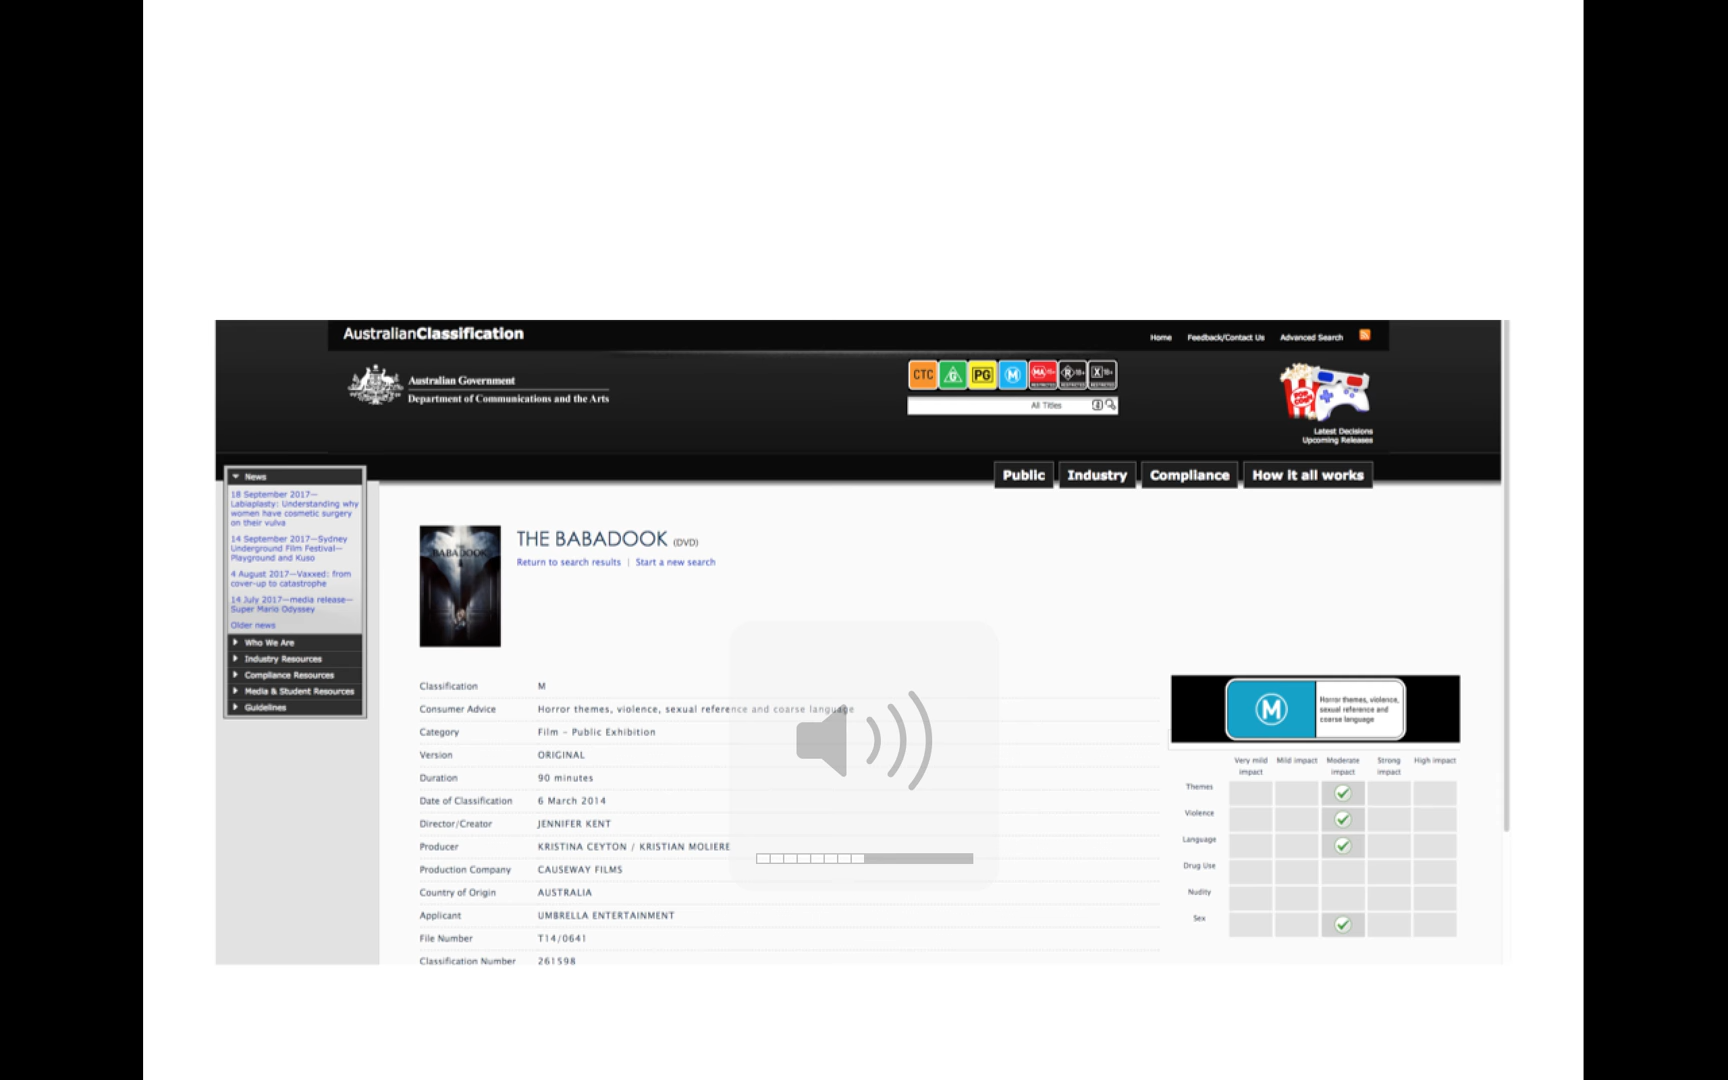 AustralianClassification
Home Feedback/Contact Us Advanced Search
Australian Government
Department of Communications and the Arts
CTC G PG M MA 15+ RESTRICTED R 18+ RESTRICTED X 18+ RESTRICTED
All Titles
Latest Decisions
Upcoming Releases
Public Industry Compliance How it all works
News
18 September 2017—
Labiaplasty: Understanding why
women have cosmetic surgery
on their vulva
14 September 2017—Sydney
Underground Film Festival—
Playground and Kuso
4 August 2017—Vaxxed: from
cover-up to catastrophe
14 July 2017—media release—
Super Mario Odyssey
Older news
Who We Are
Industry Resources
Compliance Resources
Media & Student Resources
Guidelines
BABADOOK
THE BABADOOK (DVD)
Return to search results | Start a new search
Classification M
Consumer Advice Horror themes, violence, sexual reference and coarse language
Category Film - Public Exhibition
Version ORIGINAL
Duration 90 minutes
Date of Classification 6 March 2014
Director/Creator JENNIFER KENT
Producer KRISTINA CEYTON / KRISTIAN MOLIERE
Production Company CAUSEWAY FILMS
Country of Origin AUSTRALIA
Applicant UMBRELLA ENTERTAINMENT
File Number T14/0641
Classification Number 261598
M
Horror themes, violence,
sexual reference and
coarse language
Very mild impact Mild impact Moderate impact Strong impact High impact
Themes
Violence
Language
Drug Use
Nudity
Sex